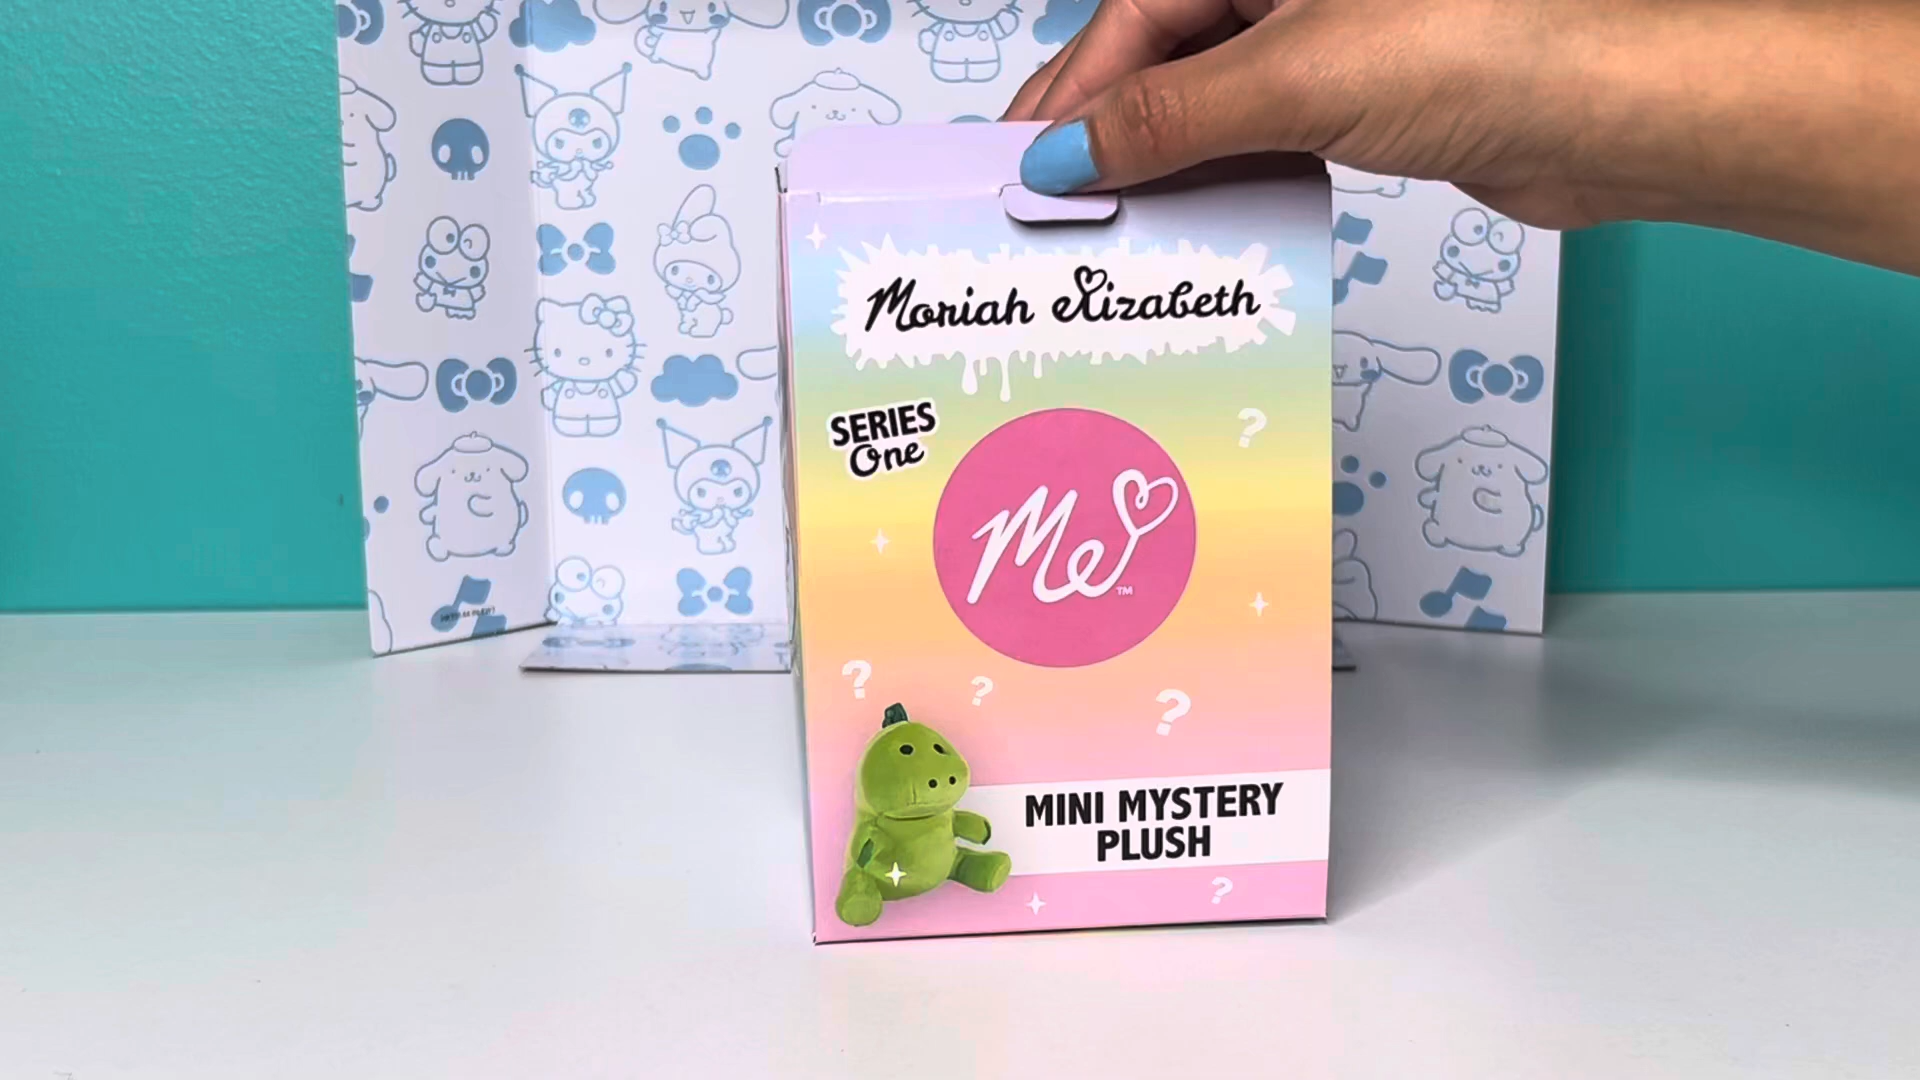 Moriah Elizabeth
SERIES
One
Me
TM
MINI MYSTERY
PLUSH